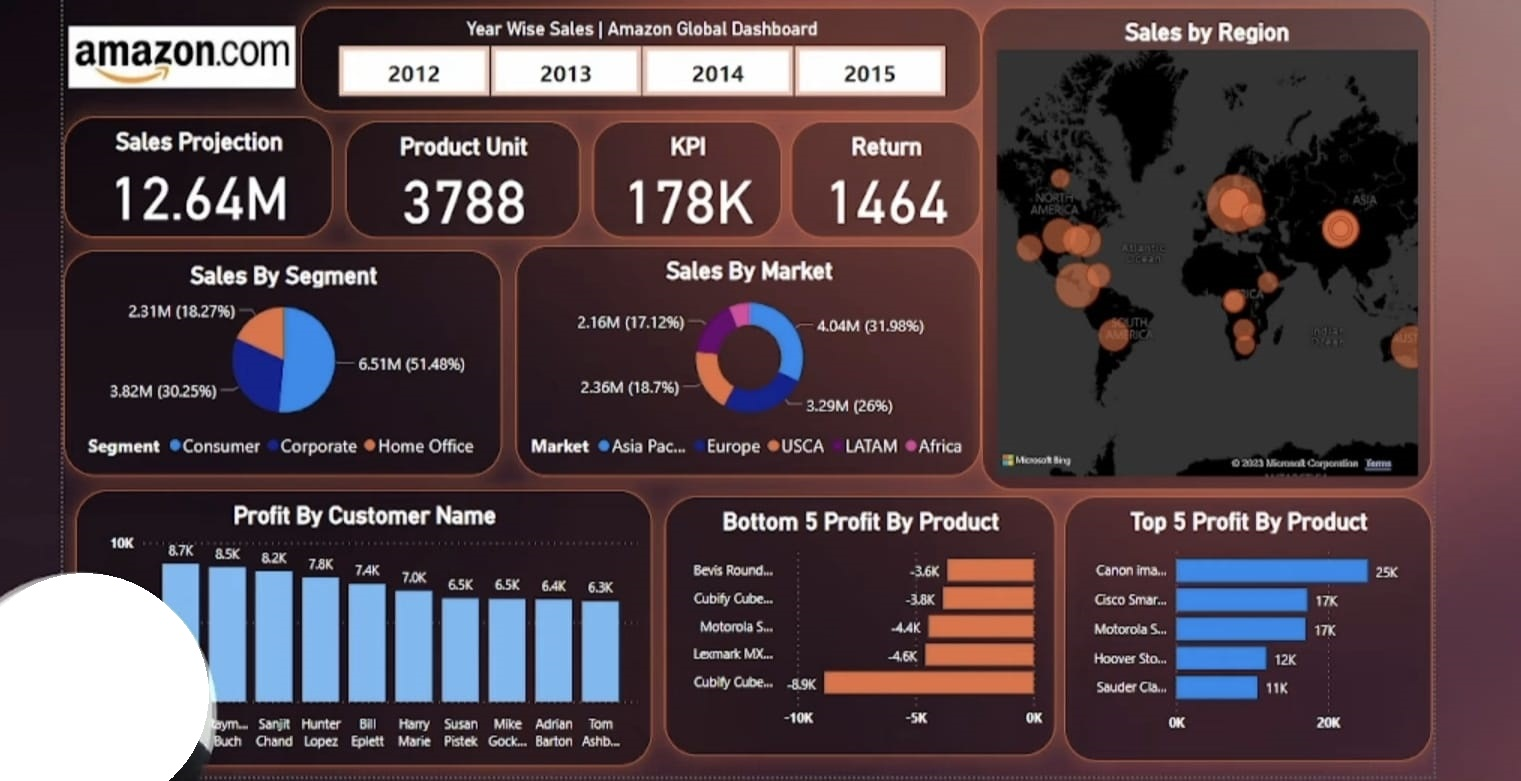 amazon.com
Year Wise Sales | Amazon Global Dashboard
2012 2013 2014 2015
Sales Projection
12.64M
Product Unit
3788
KPI
178K
Return
1464
Sales by Region
NORTH
AMERICA
Atlantic
Ocean
ASIA
SOUTH
AMERICA
Indian
Ocean
AUST
Microsoft Bing
© 2023 Microsoft Corporation Terms
Sales By Segment
2.31M (18.27%)
6.51M (51.48%)
3.82M (30.25%)
Segment Consumer Corporate Home Office
Sales By Market
2.16M (17.12%)
4.04M (31.98%)
2.36M (18.7%)
3.29M (26%)
Market Asia Pac... Europe USCA LATAM Africa
Profit By Customer Name
10K
8.7K 8.5K 8.2K 7.8K 7.4K 7.0K 6.5K 6.5K 6.4K 6.3K
aym... Sanjit Hunter Bill Harry Susan Mike Adrian Tom
Buch Chand Lopez Eplett Marie Pistek Gock... Barton Ashb...
Bottom 5 Profit By Product
Bevis Round... -3.6K
Cubify Cube... -3.8K
Motorola S... -4.4K
Lexmark MX... -4.6K
Cubify Cube... -8.9K
-10K -5K 0K
Top 5 Profit By Product
Canon ima... 25K
Cisco Smar... 17K
Motorola S... 17K
Hoover Sto... 12K
Sauder Cla... 11K
0K 20K